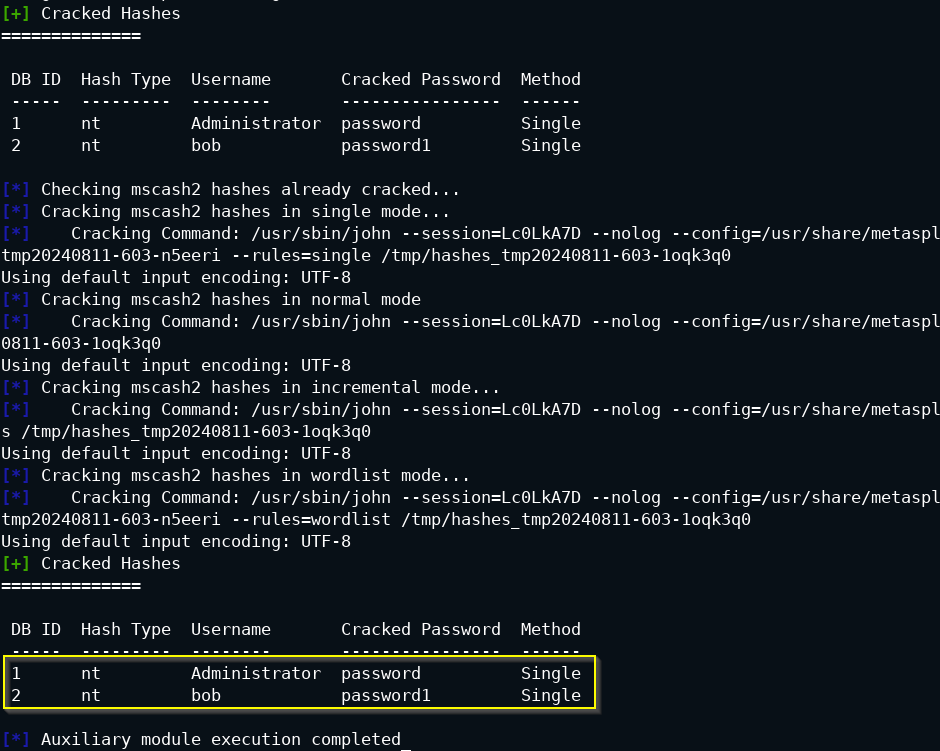 [+] Cracked Hashes
==============
DB ID  Hash Type  Username       Cracked Password  Method
-----  ---------  --------       ----------------  ------
1      nt         Administrator  password          Single
2      nt         bob            password1         Single
[*] Checking mscash2 hashes already cracked...
[*] Cracking mscash2 hashes in single mode...
[*]    Cracking Command: /usr/sbin/john --session=Lc0LkA7D --nolog --config=/usr/share/metaspl
tmp20240811-603-n5eeri --rules=single /tmp/hashes_tmp20240811-603-1oqk3q0
Using default input encoding: UTF-8
[*] Cracking mscash2 hashes in normal mode
[*]    Cracking Command: /usr/sbin/john --session=Lc0LkA7D --nolog --config=/usr/share/metaspl
0811-603-1oqk3q0
Using default input encoding: UTF-8
[*] Cracking mscash2 hashes in incremental mode...
[*]    Cracking Command: /usr/sbin/john --session=Lc0LkA7D --nolog --config=/usr/share/metaspl
s /tmp/hashes_tmp20240811-603-1oqk3q0
Using default input encoding: UTF-8
[*] Cracking mscash2 hashes in wordlist mode...
[*]    Cracking Command: /usr/sbin/john --session=Lc0LkA7D --nolog --config=/usr/share/metaspl
tmp20240811-603-n5eeri --rules=wordlist /tmp/hashes_tmp20240811-603-1oqk3q0
Using default input encoding: UTF-8
[+] Cracked Hashes
==============
DB ID  Hash Type  Username       Cracked Password  Method
-----  ---------  --------       ----------------  ------
1      nt         Administrator  password          Single
2      nt         bob            password1         Single
[*] Auxiliary module execution completed